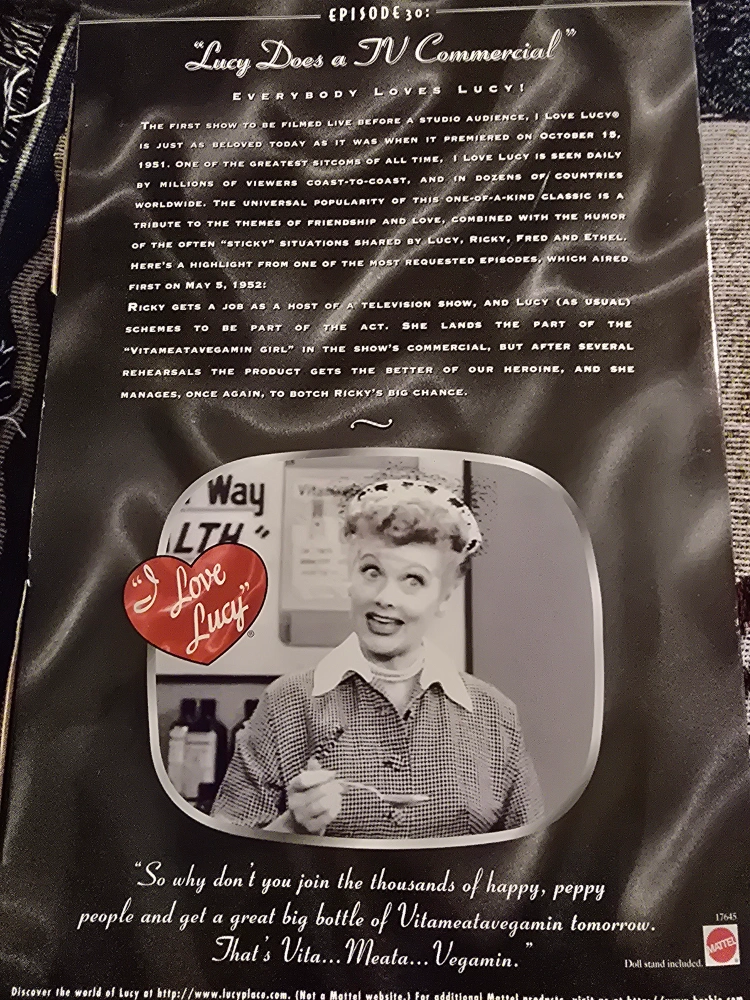 EPISODE 30:
"Lucy Does a TV Commercial"
EVERYBODY LOVES LUCY!
THE FIRST SHOW TO BE FILMED LIVE BEFORE A STUDIO AUDIENCE, I LOVE LUCY®
IS JUST AS BELOVED TODAY AS IT WAS WHEN IT PREMIERED ON OCTOBER 15,
1951. ONE OF THE GREATEST SITCOMS OF ALL TIME, I LOVE LUCY IS SEEN DAILY
BY MILLIONS OF VIEWERS COAST-TO-COAST, AND IN DOZENS OF COUNTRIES
WORLDWIDE. THE UNIVERSAL POPULARITY OF THIS ONE-OF-A-KIND CLASSIC IS A
TRIBUTE TO THE THEMES OF FRIENDSHIP AND LOVE, COMBINED WITH THE HUMOR
OF THE OFTEN "STICKY" SITUATIONS SHARED BY LUCY, RICKY, FRED AND ETHEL.
HERE'S A HIGHLIGHT FROM ONE OF THE MOST REQUESTED EPISODES, WHICH AIRED
FIRST ON MAY 5, 1952:
RICKY GETS A JOB AS A HOST OF A TELEVISION SHOW, AND LUCY (AS USUAL)
SCHEMES TO BE PART OF THE ACT. SHE LANDS THE PART OF THE
"VITAMEATAVEGAMIN GIRL" IN THE SHOW'S COMMERCIAL, BUT AFTER SEVERAL
REHEARSALS THE PRODUCT GETS THE BETTER OF OUR HEROINE, AND SHE
MANAGES, ONCE AGAIN, TO BOTCH RICKY'S BIG CHANCE.
Way
LTH"
"I Love
Lucy"®
"So why don't you join the thousands of happy, peppy
people and get a great big bottle of Vitameatavegamin tomorrow.
That's Vita...Meata...Vegamin."
17645
MATTEL
Doll stand included.
Discover the world of Lucy at http://www.lucyplace.com. (Not a Mattel website.) For additional Mattel products, visit us at